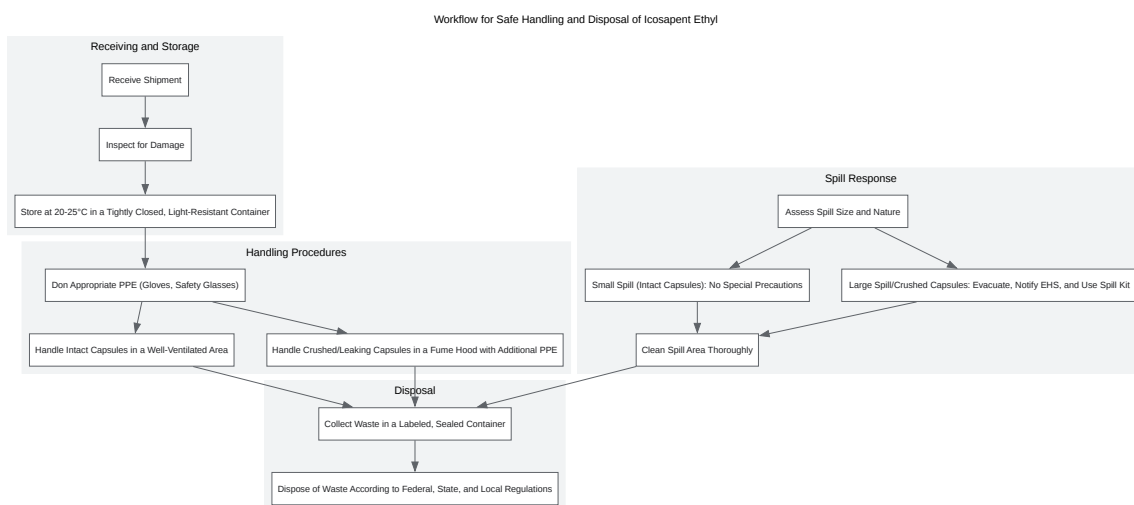 Workflow for Safe Handling and Disposal of Icosapent Ethyl
Receiving and Storage
Receive Shipment
Inspect for Damage
Store at 20-25°C in a Tightly Closed, Light-Resistant Container
Handling Procedures
Don Appropriate PPE (Gloves, Safety Glasses)
Handle Intact Capsules in a Well-Ventilated Area
Handle Crushed/Leaking Capsules in a Fume Hood with Additional PPE
Spill Response
Assess Spill Size and Nature
Small Spill (Intact Capsules): No Special Precautions
Large Spill/Crushed Capsules: Evacuate, Notify EHS, and Use Spill Kit
Clean Spill Area Thoroughly
Disposal
Collect Waste in a Labeled, Sealed Container
Dispose of Waste According to Federal, State, and Local Regulations